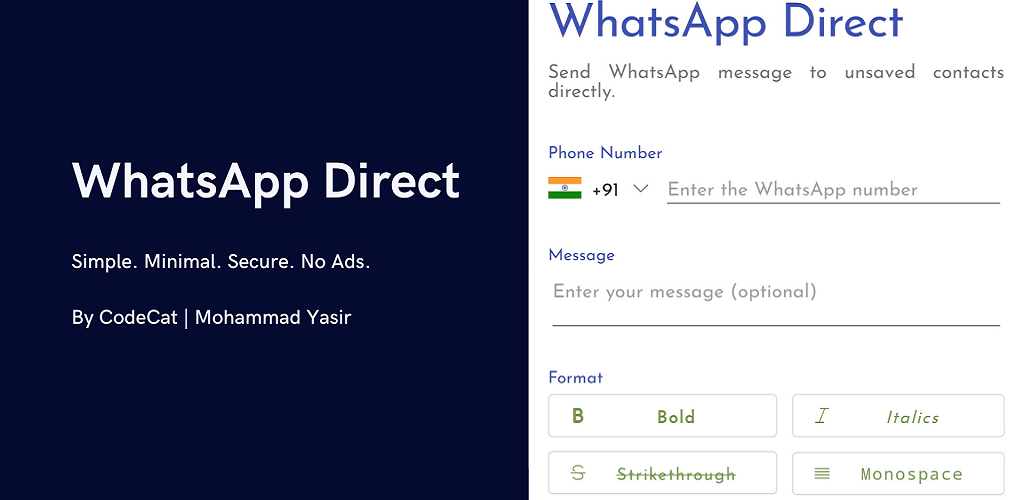 WhatsApp Direct
Simple. Minimal. Secure. No Ads.
By CodeCat | Mohammad Yasir
WhatsApp Direct
Send WhatsApp message to unsaved contacts
directly.
Phone Number
+91 Enter the WhatsApp number
Message
Enter your message (optional)
Format
B Bold I Italics
S Strikethrough Monospace